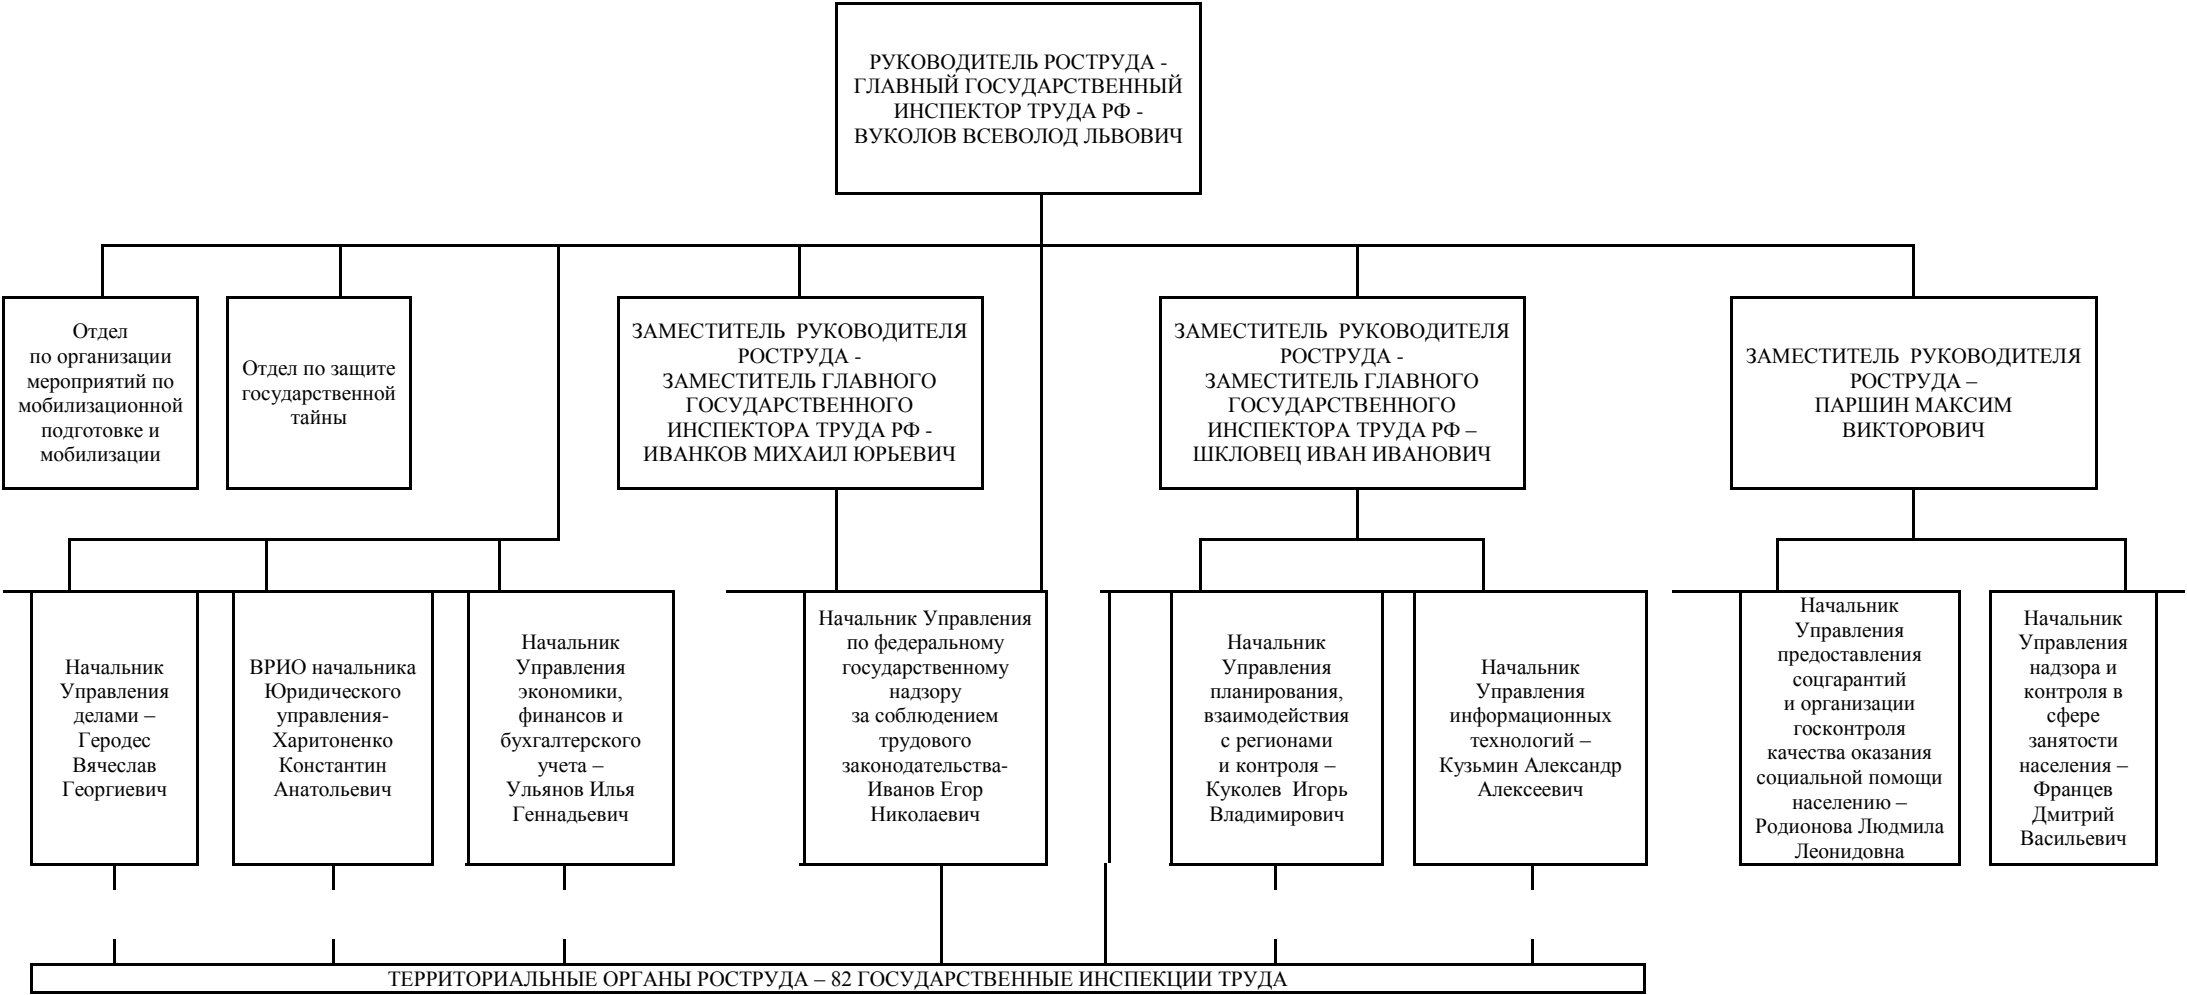 РУКОВОДИТЕЛЬ РОСТРУДА -
ГЛАВНЫЙ ГОСУДАРСТВЕННЫЙ
ИНСПЕКТОР ТРУДА РФ -
ВУКОЛОВ ВСЕВОЛОД ЛЬВОВИЧ
Отдел
по организации
мероприятий по
мобилизационной
подготовке и
мобилизации
Отдел по защите
государственной
тайны
ЗАМЕСТИТЕЛЬ РУКОВОДИТЕЛЯ
РОСТРУДА -
ЗАМЕСТИТЕЛЬ ГЛАВНОГО
ГОСУДАРСТВЕННОГО
ИНСПЕКТОРА ТРУДА РФ -
ИВАНКОВ МИХАИЛ ЮРЬЕВИЧ
ЗАМЕСТИТЕЛЬ РУКОВОДИТЕЛЯ
РОСТРУДА -
ЗАМЕСТИТЕЛЬ ГЛАВНОГО
ГОСУДАРСТВЕННОГО
ИНСПЕКТОРА ТРУДА РФ –
ШКЛОВЕЦ ИВАН ИВАНОВИЧ
ЗАМЕСТИТЕЛЬ РУКОВОДИТЕЛЯ
РОСТРУДА –
ПАРШИН МАКСИМ
ВИКТОРОВИЧ
Начальник
Управления
делами –
Геродес
Вячеслав
Георгиевич
ВРИО начальника
Юридического
управления-
Харитоненко
Константин
Анатольевич
Начальник
Управления
экономики,
финансов и
бухгалтерского
учета –
Ульянов Илья
Геннадьевич
Начальник Управления
по федеральному
государственному
надзору
за соблюдением
трудового
законодательства-
Иванов Егор
Николаевич
Начальник
Управления
планирования,
взаимодействия
с регионами
и контроля –
Куколев Игорь
Владимирович
Начальник
Управления
информационных
технологий –
Кузьмин Александр
Алексеевич
Начальник
Управления
предоставления
соцгарантий
и организации
госконтроля
качества оказания
социальной помощи
населению –
Родионова Людмила
Леонидовна
Начальник
Управления
надзора и
контроля в
сфере
занятости
населения –
Францев
Дмитрий
Васильевич
ТЕРРИТОРИАЛЬНЫЕ ОРГАНЫ РОСТРУДА – 82 ГОСУДАРСТВЕННЫЕ ИНСПЕКЦИИ ТРУДА